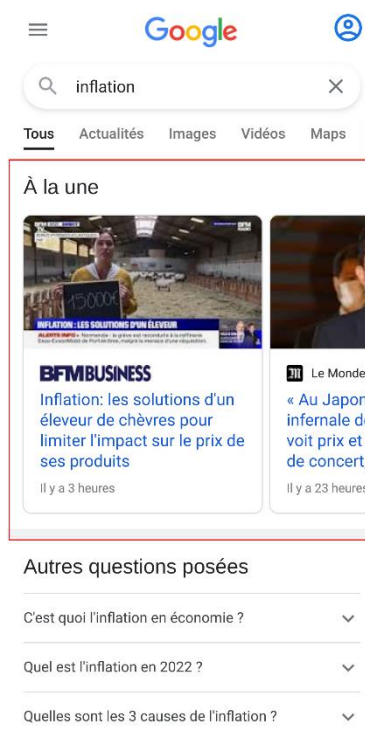 Google
inflation
Tous Actualités Images Vidéos Maps
À la une
15000€
INFLATION : LES SOLUTIONS D'UN ÉLEVEUR
BFM BUSINESS
Inflation: les solutions d'un
éleveur de chèvres pour
limiter l'impact sur le prix de
ses produits
Il y a 3 heures
Le Monde
« Au Japon
infernale d
voit prix et
de concert
Il y a 23 heures
Autres questions posées
C'est quoi l'inflation en économie ?
Quel est l'inflation en 2022 ?
Quelles sont les 3 causes de l'inflation ?